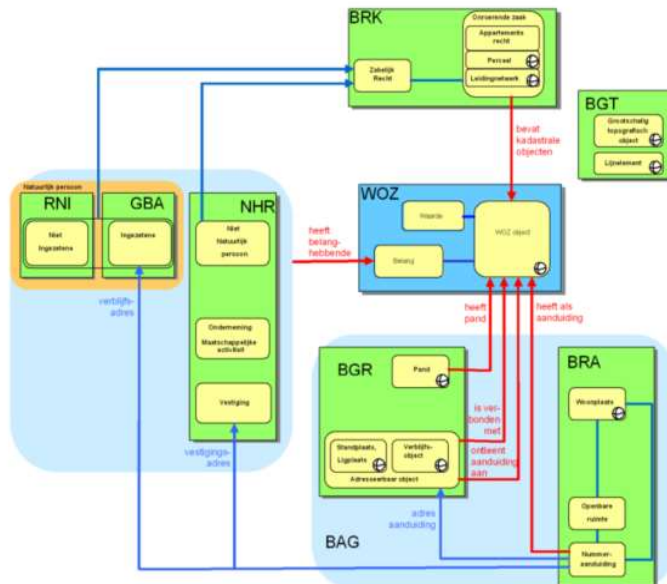 BRK
Onroerende zaak
Appartements
recht
Perceel
Leidingnetwerk
Zakelijk
Recht
BGT
Grootschalig
topografisch
object
Lijnelement
bevat
kadastrale
objecten
Natuurlijk persoon
RNI
GBA
Niet
Ingezetene
Ingezetene
NHR
Niet
Natuurlijk
persoon
Onderneming
Maatschappelijke
activiteit
Vestiging
WOZ
Waarde
WOZ object
Belang
heeft
belang-
hebbende
verblijfs-
adres
heeft
pand
heeft als
aanduiding
BGR
Pand
Standplaats,
Ligplaats
Verblijfs-
object
Adresseerbaar object
is ver-
bonden
met
ontleent
aanduiding
aan
BRA
Woonplaats
Openbare
ruimte
Nummer-
aanduiding
vestigings-
adres
adres
aanduiding
BAG